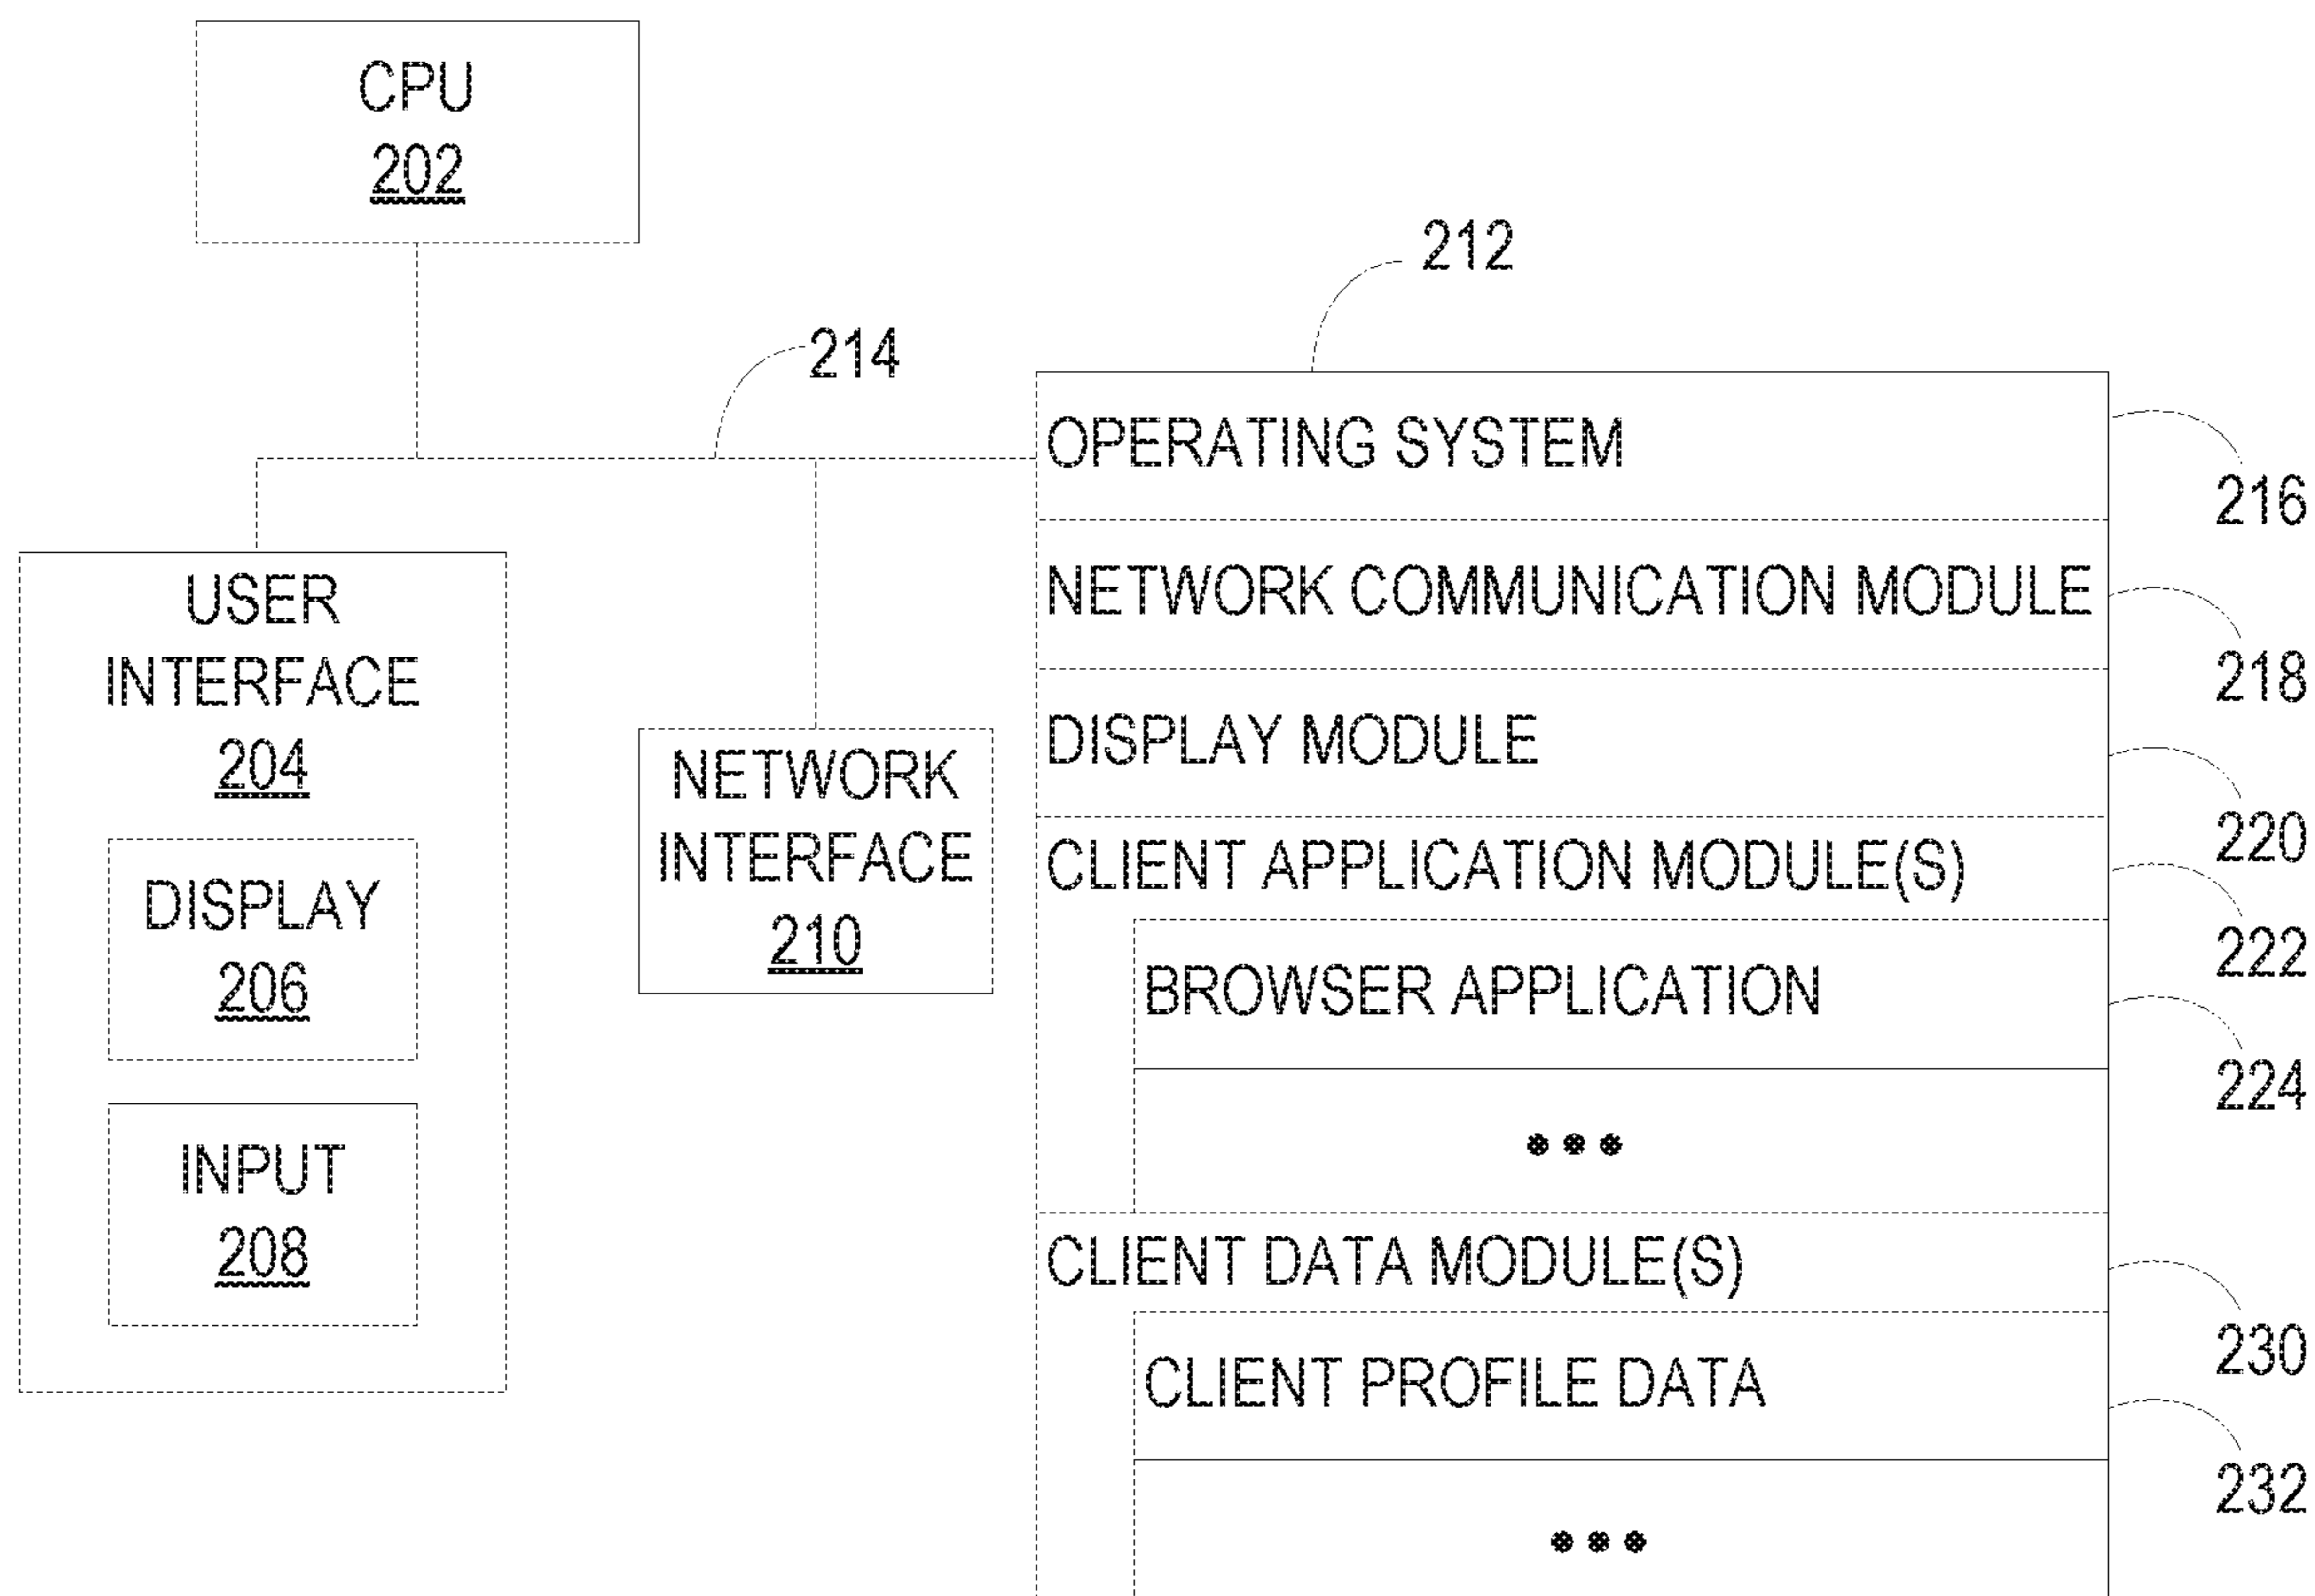 CPU
202
212
214
OPERATING SYSTEM
216
NETWORK COMMUNICATION MODULE
218
USER
INTERFACE
204
DISPLAY MODULE
220
NETWORK
INTERFACE
210
CLIENT APPLICATION MODULE(S)
222
DISPLAY
206
BROWSER APPLICATION
224
•••
INPUT
208
CLIENT DATA MODULE(S)
230
CLIENT PROFILE DATA
232
•••